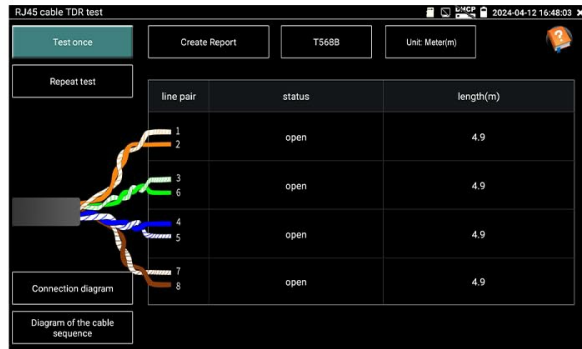 RJ45 cable TDR test
DHCP 2024-04-12 16:48:03
Test once
Create Report
T568B
Unit: Meter(m)
Repeat test
line pair status length(m)
1
2
open 4.9
3
6
open 4.9
4
5
open 4.9
7
8
open 4.9
Connection diagram
Diagram of the cable
sequence